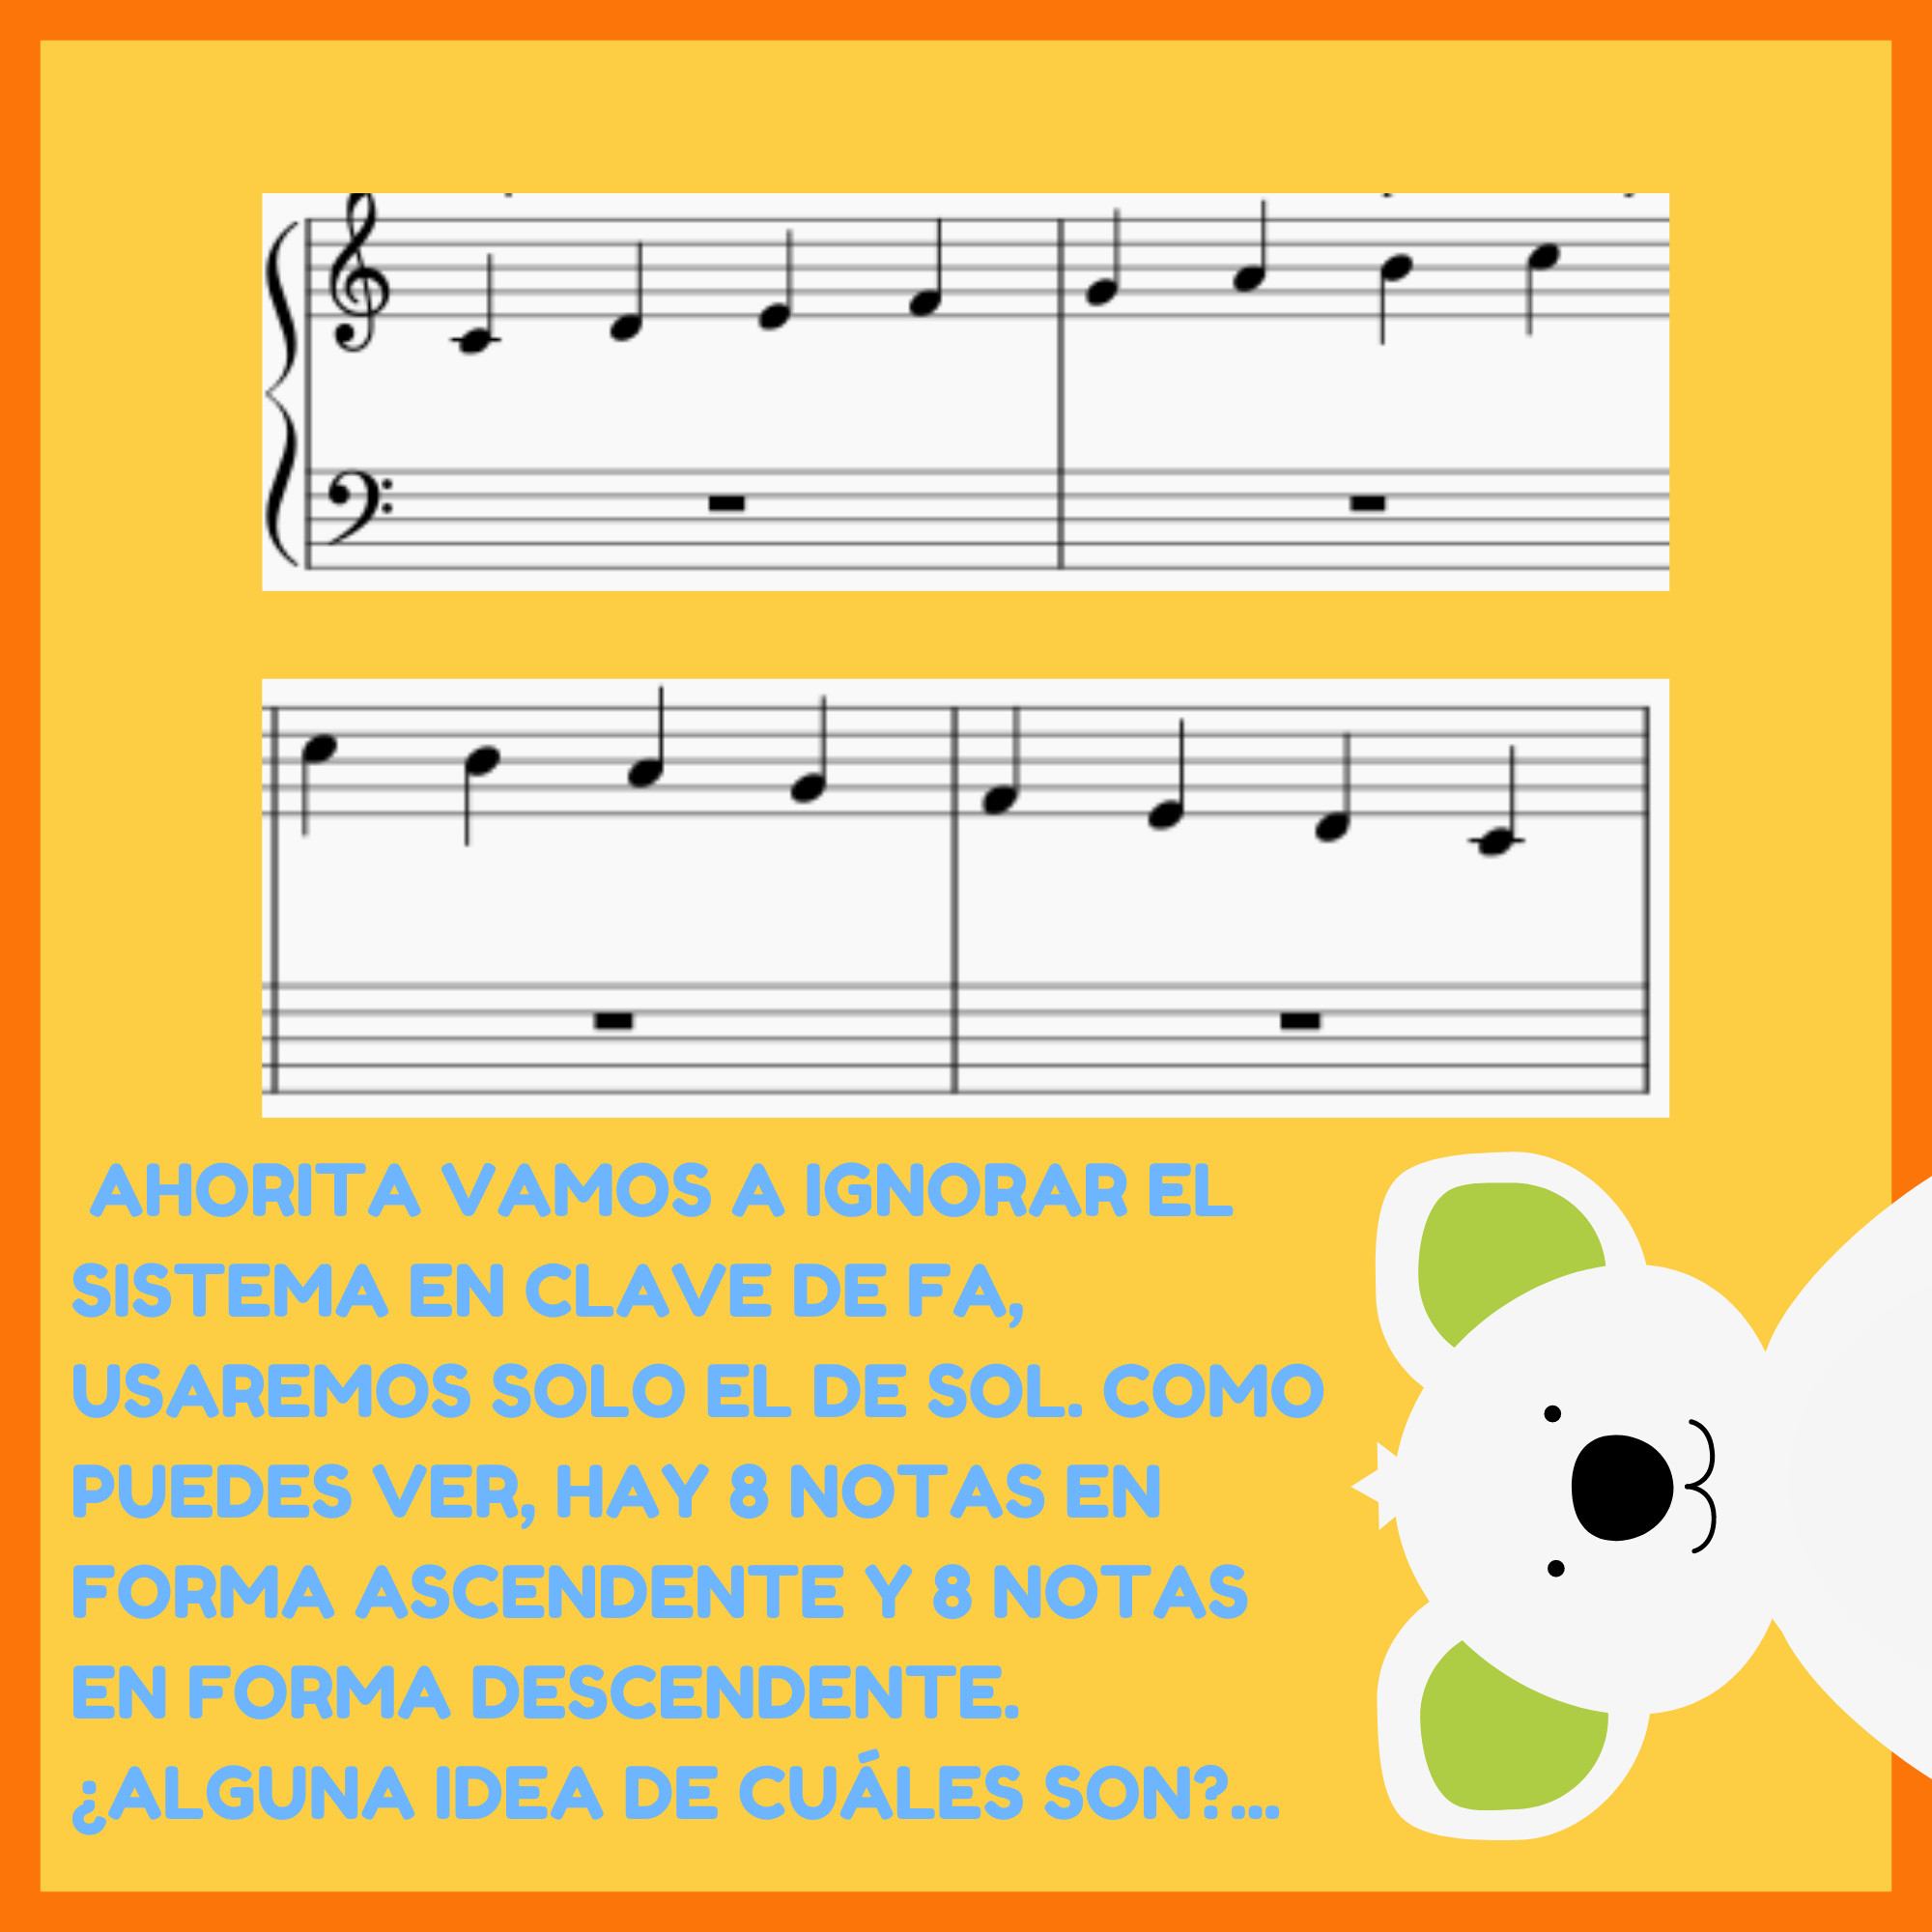 AHORITA VAMOS A IGNORAR EL
SISTEMA EN CLAVE DE FA,
USAREMOS SOLO EL DE SOL. COMO
PUEDES VER, HAY 8 NOTAS EN
FORMA ASCENDENTE Y 8 NOTAS
EN FORMA DESCENDENTE.
¿ALGUNA IDEA DE CUÁLES SON?...